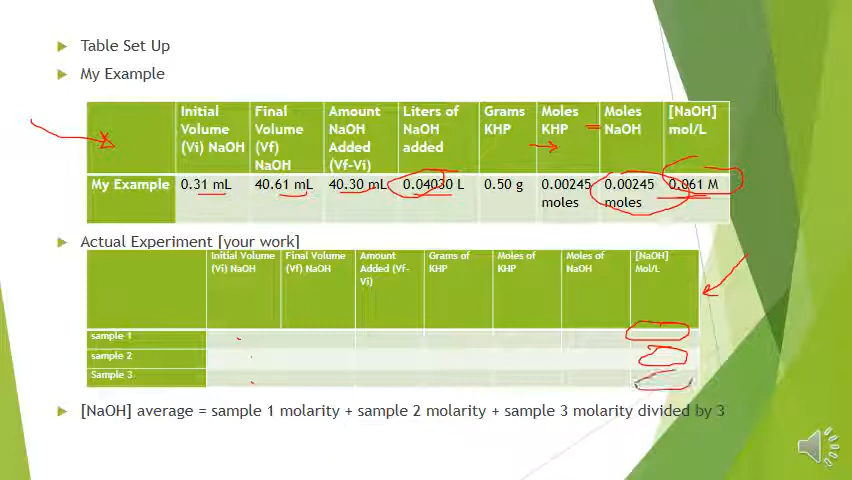 Table Set Up
My Example
Initial Volume (Vi) NaOH
Final Volume (Vf) NaOH
Amount NaOH Added (Vf-Vi)
Liters of NaOH added
Grams KHP
Moles KHP
Moles NaOH
[NaOH] mol/L
My Example 0.31 mL 40.61 mL 40.30 mL 0.04030 L 0.50 g 0.00245 moles 0.00245 moles 0.061 M
Actual Experiment [your work]
Initial Volume (Vi) NaOH
Final Volume (Vf) NaOH
Amount Added (Vf-Vi)
Grams of KHP
Moles of KHP
Moles of NaOH
[NaOH] Mol/L
sample 1
sample 2
Sample 3
[NaOH] average = sample 1 molarity + sample 2 molarity + sample 3 molarity divided by 3